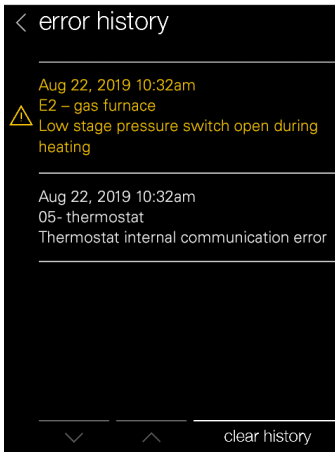 error history
Aug 22, 2019 10:32am
E2 – gas furnace
Low stage pressure switch open during
heating
Aug 22, 2019 10:32am
05- thermostat
Thermostat internal communication error
clear history